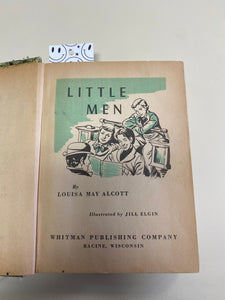 LITTLE
MEN
By
LOUISA MAY ALCOTT
Illustrated by JILL ELGIN
WHITMAN PUBLISHING COMPANY
RACINE, WISCONSIN